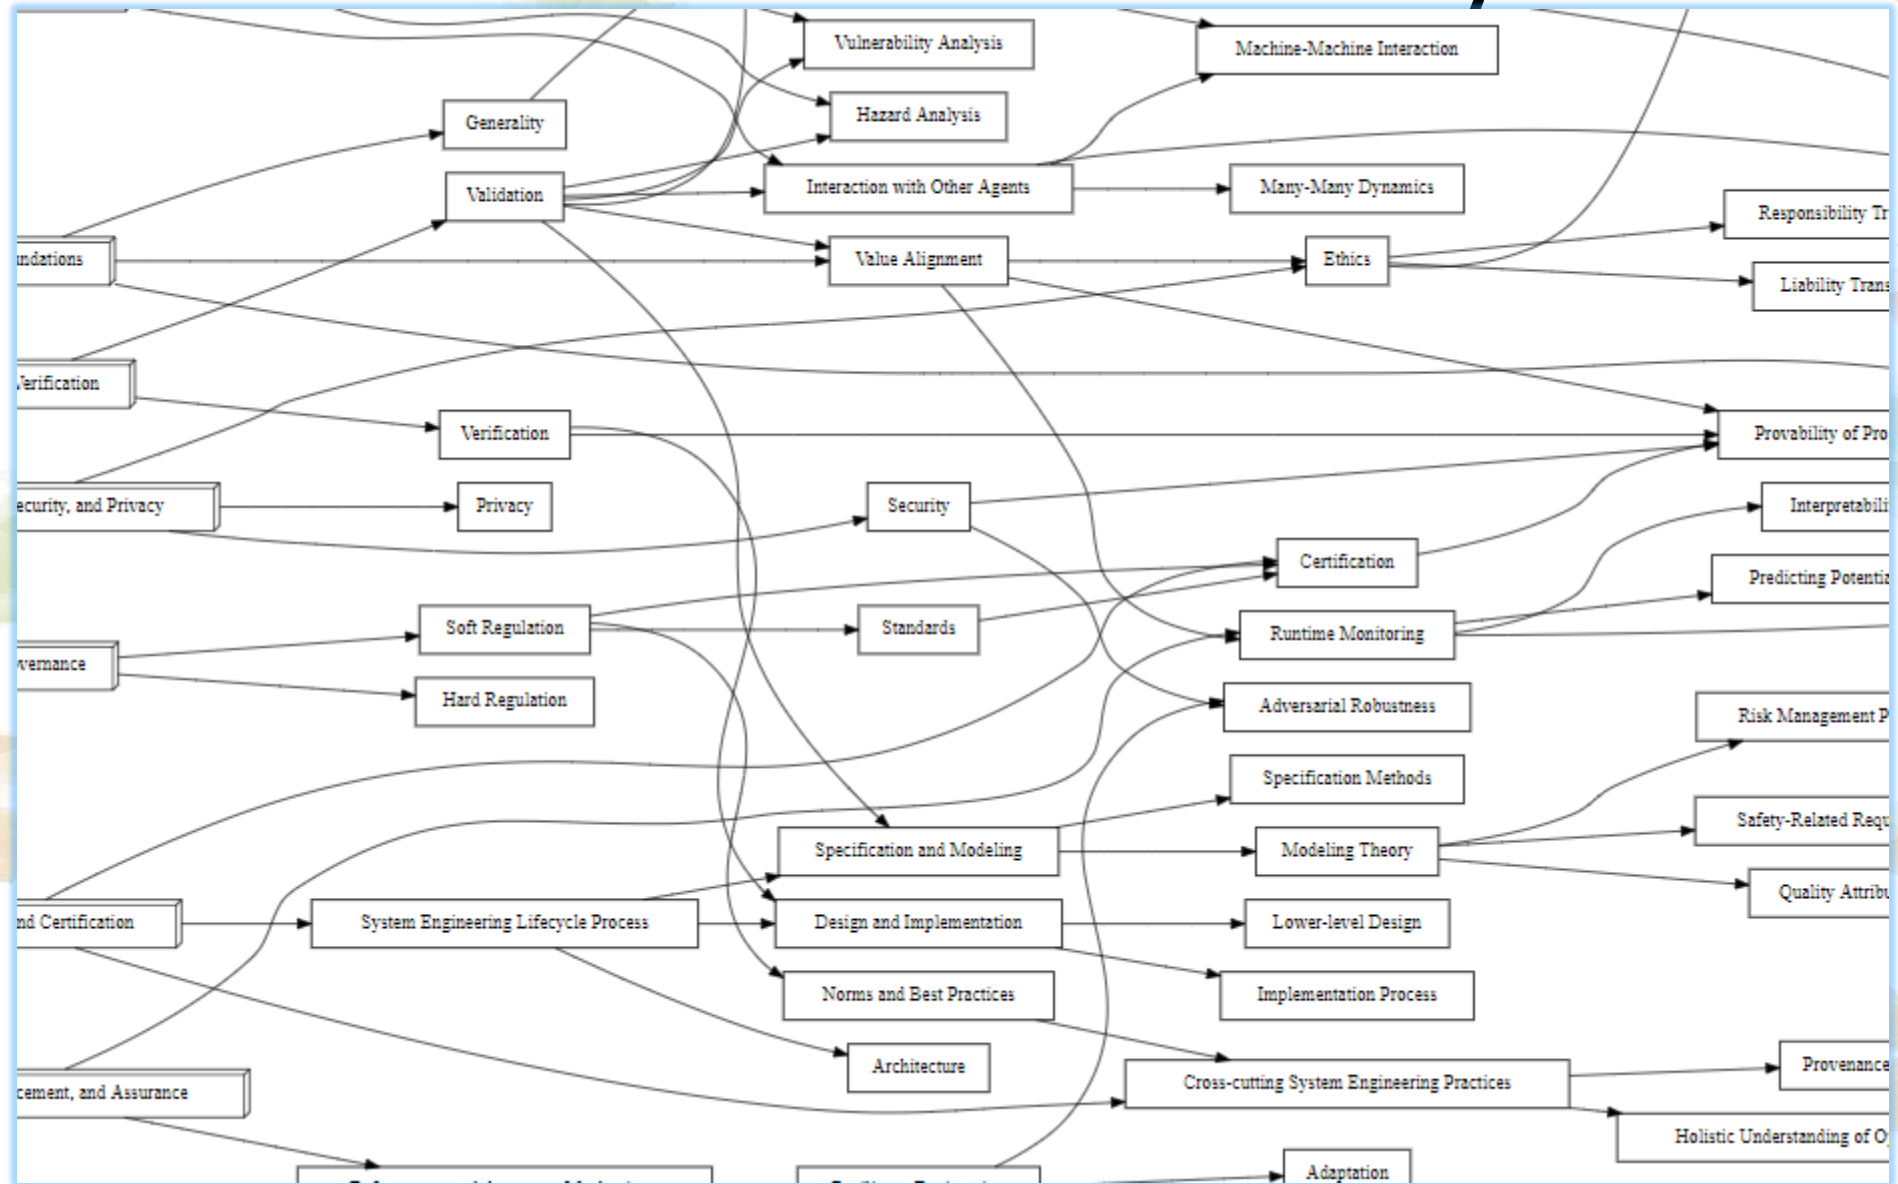 Vulnerability Analysis
Machine-Machine Interaction
Hazard Analysis
Generality
Interaction with Other Agents
Many-Many Dynamics
Validation
Responsibility Tr
ndations
Value Alignment
Ethics
Liability Trans
Verification
Verification
Provability of Pro
ecurity, and Privacy
Privacy
Security
Interpretabili
Certification
Predicting Potentia
Soft Regulation
Standards
Runtime Monitoring
vernance
Hard Regulation
Adversarial Robustness
Risk Management P
Specification Methods
Specification and Modeling
Modeling Theory
Safety-Related Requ
Quality Attribu
nd Certification
System Engineering Lifecycle Process
Design and Implementation
Lower-level Design
Norms and Best Practices
Implementation Process
Architecture
Cross-cutting System Engineering Practices
Provenance
cement, and Assurance
Holistic Understanding of O
Adaptation